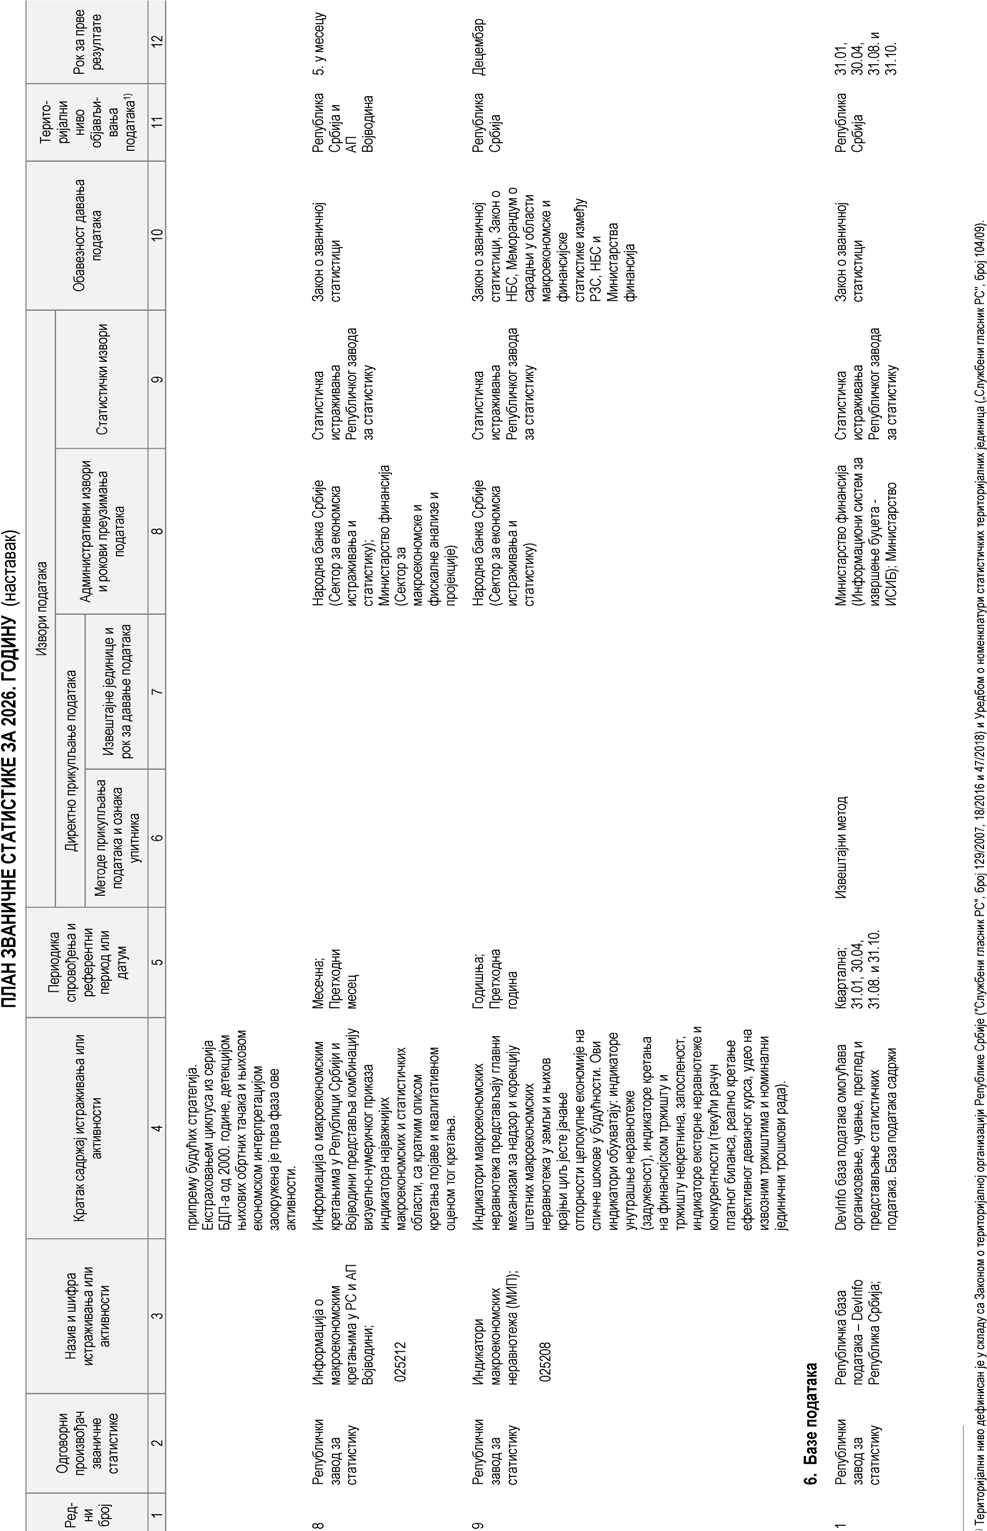 ПЛАН ЗВАНИЧНЕ СТАТИСТИКЕ ЗА 2026. ГОДИНУ (наставак)
Ред-
ни
број
Одговорни
произвођач
званичне
статистике
Назив и шифра
истраживања или
активности
Кратак садржај истраживања или
активности
Периодика
спровођења и
референтни
период или
датум
Извори података
Директно прикупљање података
Методе прикупљања
података и ознака
упитника
Извештајне јединице и
рок за давање података
Административни извори
и рокови преузимања
података
Статистички извори
Обавезност давања
података
Терито-
ријални
ниво
објављи-
вања
података¹⁾
Рок за прве
резултате
1 2 3 4 5 6 7 8 9 10 11 12
припрему будућих стратегија.
Екстраховањем циклуса из серија
БДП-а од 2000. године, детекцијом
њихових обртних тачака и њиховом
економском интерпретацијом
заокружена је прва фаза ове
активности.
8
Републички
завод за
статистику
Информација о
макроекономским
кретањима у РС и АП
Војводини;
025212
Информација о макроекономским
кретањима у Републици Србији и
Војводини представља комбинацију
визуелно-нумеричког приказа
индикатора најважнијих
макроекономских и статистичких
области, са кратким описом
кретања појаве и квалитативном
оценом тог кретања.
Месечна;
Претходни
месец
Народна банка Србије
(Сектор за економска
истраживања и
статистику);
Министарство финансија
(Сектор за
макроекономске и
фискалне анализе и
пројекције)
Статистичка
истраживања
Републичког завода
за статистику
Закон о званичној
статистици
Република
Србија и
АП
Војводина
5. у месецу
9
Републички
завод за
статистику
Индикатори
макроекономских
неравнотежа (МИП);
025208
Индикатори макроекономских
неравнотежа представљају главни
механизам за надзор и корекцију
штетних макроекономских
неравнотежа у земљи и њихов
крајњи циљ јесте јачање
отпорности целокупне економије на
сличне шокове у будућности. Ови
индикатори обухватају: индикаторе
унутрашње неравнотеже
(задуженост), индикаторе кретања
на финансијском тржишту и
тржишту некретнина, запосленост,
индикаторе екстерне неравнотеже и
конкурентности (текући рачун
платног биланса, реално кретање
ефективног девизног курса, удео на
извозним тржиштима и номинални
јединични трошкови рада).
Годишња;
Претходна
година
Народна банка Србије
(Сектор за економска
истраживања и
статистику)
Статистичка
истраживања
Републичког завода
за статистику
Закон о званичној
статистици, Закон о
НБС, Меморандум о
сарадњи у области
макроекономске и
финансијске
статистике између
РЗС, НБС и
Министарства
финансија
Република
Србија
Децембар
6. Базе података
1
Републички
завод за
статистику
Републичка база
података – DevInfo
Република Србија;
DevInfo база података омогућава
организовање, чување, преглед и
представљање статистичких
података. База података садржи
Квартална;
31.01, 30.04,
31.08. и 31.10.
Извештајни метод
Министарство финансија
(Информациони систем за
извршење буџета -
ИСИБ); Министарство
Статистичка
истраживања
Републичког завода
за статистику
Закон о званичној
статистици
Република
Србија
31.01,
30.04,
31.08. и
31.10.
⁾ Територијални ниво дефинисан је у складу са Законом о територијалној организацији Републике Србије ("Службени гласник РС", број 129/2007, 18/2016 и 47/2018) и Уредбом о номенклатури статистичких територијалних јединица („Службени гласник РС", број 104/09).